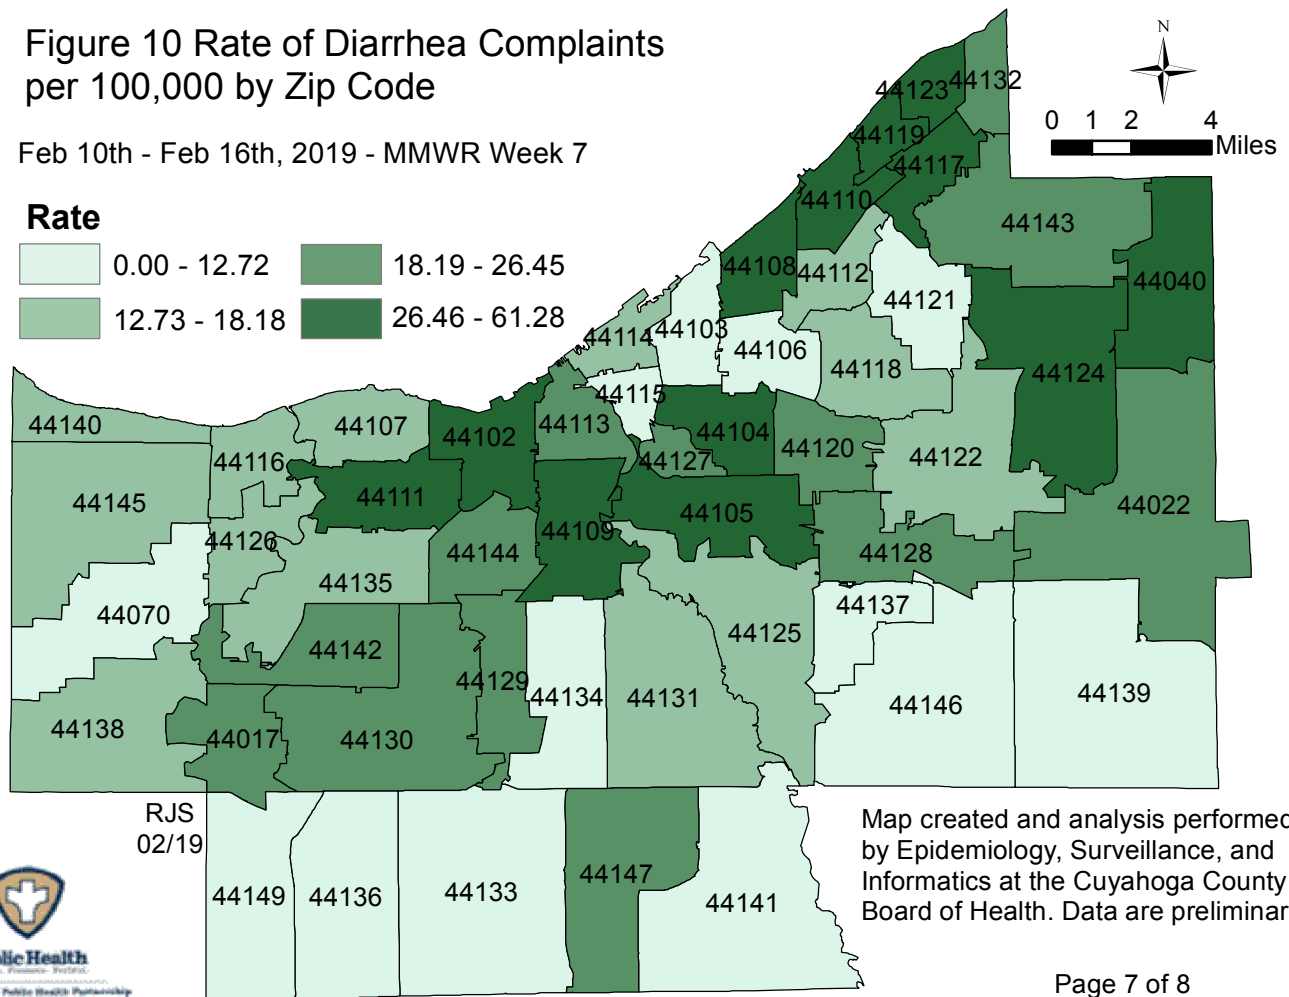 Figure 10 Rate of Diarrhea Complaints
per 100,000 by Zip Code
Feb 10th - Feb 16th, 2019 - MMWR Week 7
Rate
0.00 - 12.72
18.19 - 26.45
12.73 - 18.18
26.46 - 61.28
N
0 1 2 4
Miles
44123
44132
44119
44117
44110
44143
44108
44112
44040
44121
44114
44103
44106
44118
44124
44115
44140
44107
44102
44113
44104
44120
44116
44127
44122
44145
44111
44105
44022
44126
44109
44144
44128
44135
44070
44137
44125
44142
44129
44134
44131
44139
44146
44138
44017
44130
RJS
02/19
44147
44149
44136
44133
44141
Map created and analysis performed
by Epidemiology, Surveillance, and
Informatics at the Cuyahoga County
Board of Health. Data are preliminar
lic Health
Public Health Partnership
Page 7 of 8